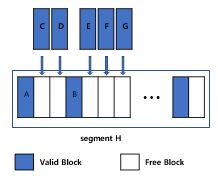 C D E F G
A B
segment H
Valid Block Free Block